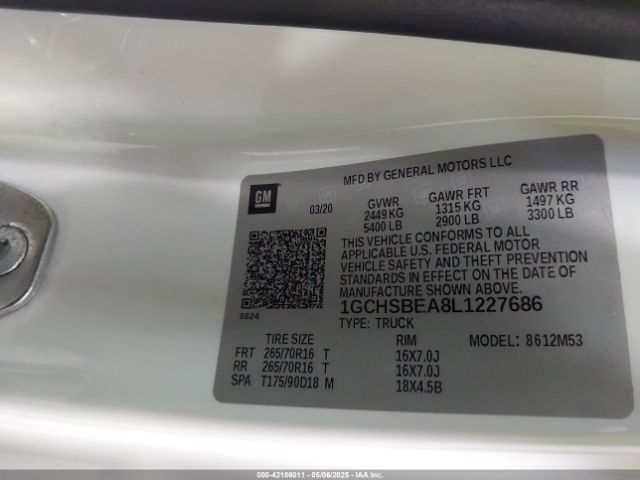 MFD BY GENERAL MOTORS LLC
GM
03/20
GVWR GAWR FRT GAWR RR
2449 KG 1315 KG 1497 KG
5400 LB 2900 LB 3300 LB
THIS VEHICLE CONFORMS TO ALL
APPLICABLE U.S. FEDERAL MOTOR
VEHICLE SAFETY AND THEFT PREVENTION
STANDARDS IN EFFECT ON THE DATE OF
MANUFACTURE SHOWN ABOVE.
8624
1GCHSBEA8L1227686
TYPE: TRUCK
MODEL: 8612M53
TIRE SIZE RIM
FRT 265/70R16 T 16X7.0J
RR 265/70R16 T 16X7.0J
SPA T175/90D18 M 18X4.5B
000-42186011 — 05/06/2025 — IAA Inc.